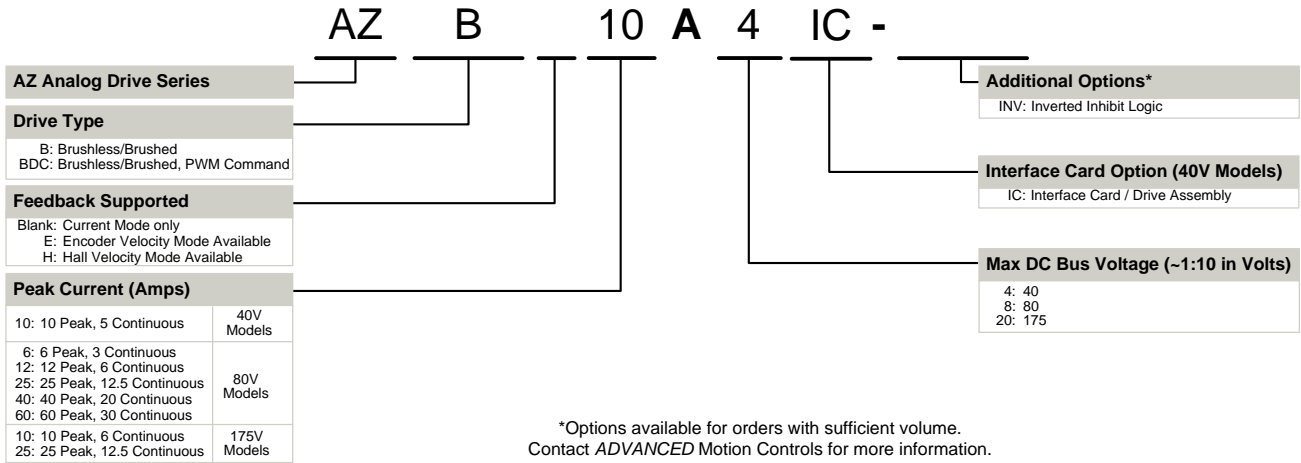 AZ B 10 A 4 IC -
AZ Analog Drive Series
Drive Type
B: Brushless/Brushed
BDC: Brushless/Brushed, PWM Command
Feedback Supported
Blank: Current Mode only
E: Encoder Velocity Mode Available
H: Hall Velocity Mode Available
Peak Current (Amps)
10: 10 Peak, 5 Continuous
40V
Models
6: 6 Peak, 3 Continuous
12: 12 Peak, 6 Continuous
25: 25 Peak, 12.5 Continuous
40: 40 Peak, 20 Continuous
60: 60 Peak, 30 Continuous
80V
Models
10: 10 Peak, 6 Continuous
25: 25 Peak, 12.5 Continuous
175V
Models
Additional Options*
INV: Inverted Inhibit Logic
Interface Card Option (40V Models)
IC: Interface Card / Drive Assembly
Max DC Bus Voltage (~1:10 in Volts)
4: 40
8: 80
20: 175
*Options available for orders with sufficient volume.
Contact ADVANCED Motion Controls for more information.